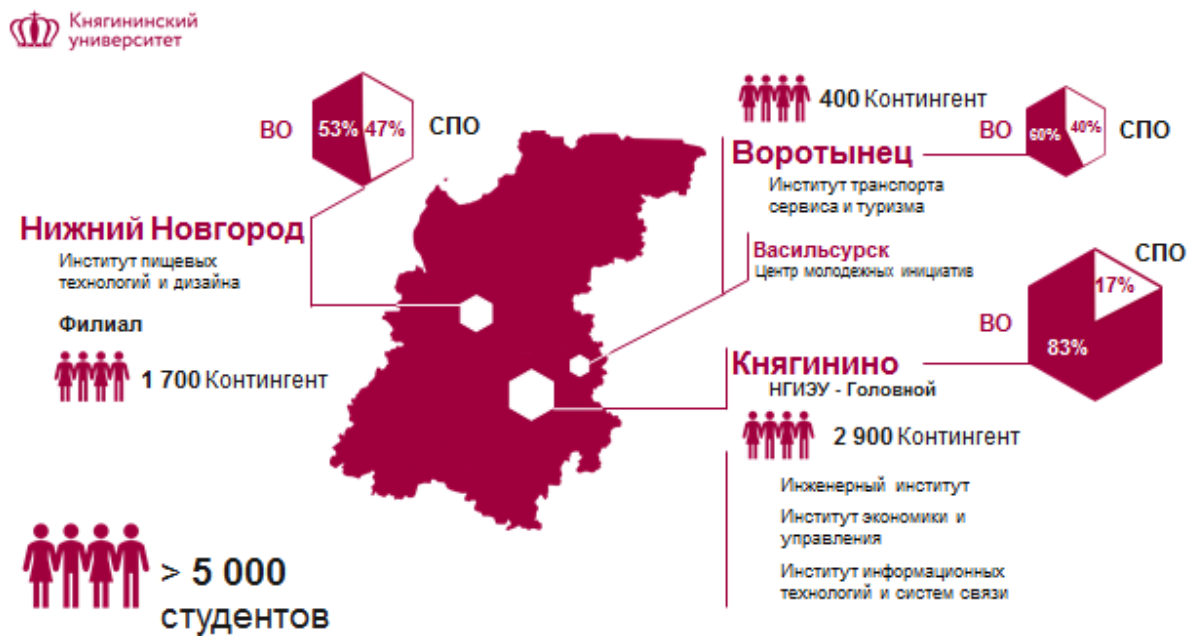 Княгининский
университет
ВО
53%
47%
СПО
Нижний Новгород
Институт пищевых
технологий и дизайна
Филиал
1 700 Контингент
> 5 000
студентов
400 Контингент
ВО
60%
40%
СПО
Воротынец
Институт транспорта
сервиса и туризма
Васильсурск
Центр молодежных инициатив
СПО
17%
ВО
83%
Княгинино
НГИЭУ - Головной
2 900 Контингент
Инженерный институт
Институт экономики и
управления
Институт информационных
технологий и систем связи